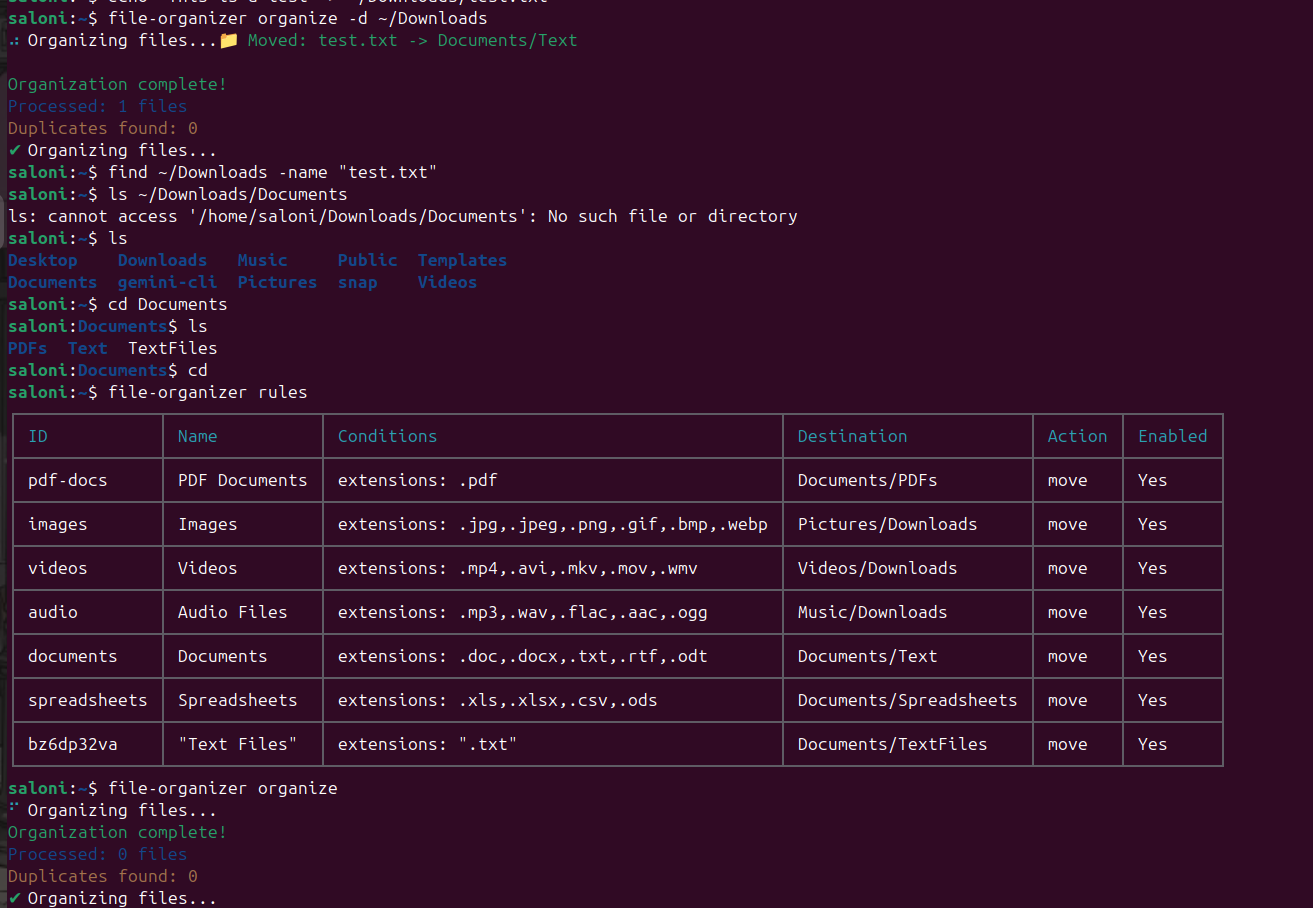 saloni:~$ file-organizer organize -d ~/Downloads
⠴ Organizing files...📁 Moved: test.txt -> Documents/Text
Organization complete!
Processed: 1 files
Duplicates found: 0
✔ Organizing files...
saloni:~$ find ~/Downloads -name "test.txt"
saloni:~$ ls ~/Downloads/Documents
ls: cannot access '/home/saloni/Downloads/Documents': No such file or directory
saloni:~$ ls
Desktop Downloads Music Public Templates
Documents gemini-cli Pictures snap Videos
saloni:~$ cd Documents
saloni:Documents$ ls
PDFs Text TextFiles
saloni:Documents$ cd
saloni:~$ file-organizer rules
ID Name Conditions Destination Action Enabled
pdf-docs PDF Documents extensions: .pdf Documents/PDFs move Yes
images Images extensions: .jpg,.jpeg,.png,.gif,.bmp,.webp Pictures/Downloads move Yes
videos Videos extensions: .mp4,.avi,.mkv,.mov,.wmv Videos/Downloads move Yes
audio Audio Files extensions: .mp3,.wav,.flac,.aac,.ogg Music/Downloads move Yes
documents Documents extensions: .doc,.docx,.txt,.rtf,.odt Documents/Text move Yes
spreadsheets Spreadsheets extensions: .xls,.xlsx,.csv,.ods Documents/Spreadsheets move Yes
bz6dp32va "Text Files" extensions: ".txt" Documents/TextFiles move Yes
saloni:~$ file-organizer organize
⠋ Organizing files...
Organization complete!
Processed: 0 files
Duplicates found: 0
✔ Organizing files...